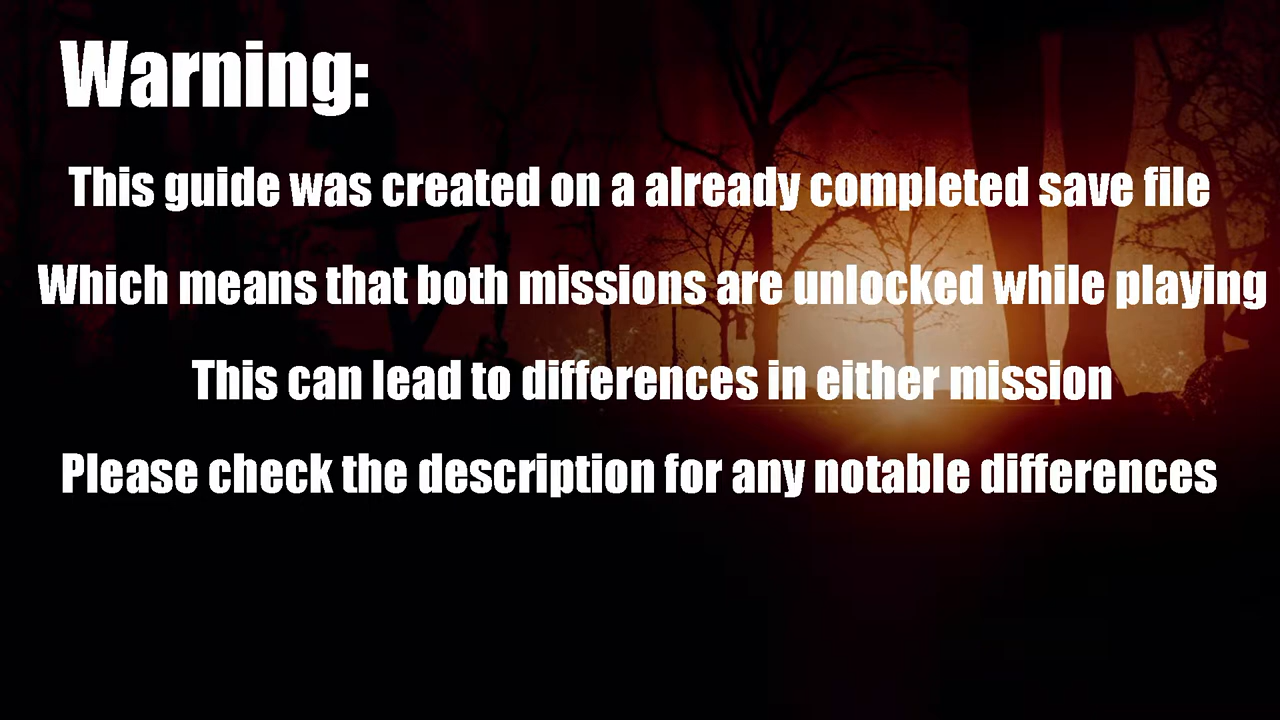 Warning:
This guide was created on a already completed save file
Which means that both missions are unlocked while playing
This can lead to differences in either mission
Please check the description for any notable differences